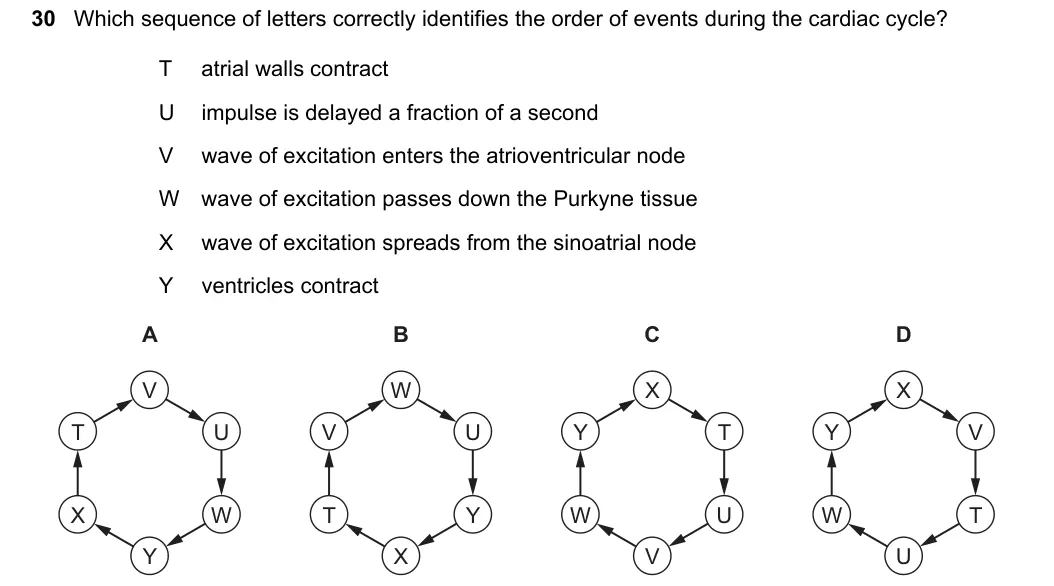 30 Which sequence of letters correctly identifies the order of events during the cardiac cycle?
T atrial walls contract
U impulse is delayed a fraction of a second
V wave of excitation enters the atrioventricular node
W wave of excitation passes down the Purkyne tissue
X wave of excitation spreads from the sinoatrial node
Y ventricles contract
A B C D
V W X X
T U V U Y T Y V
X W T Y W U W T
Y X V U